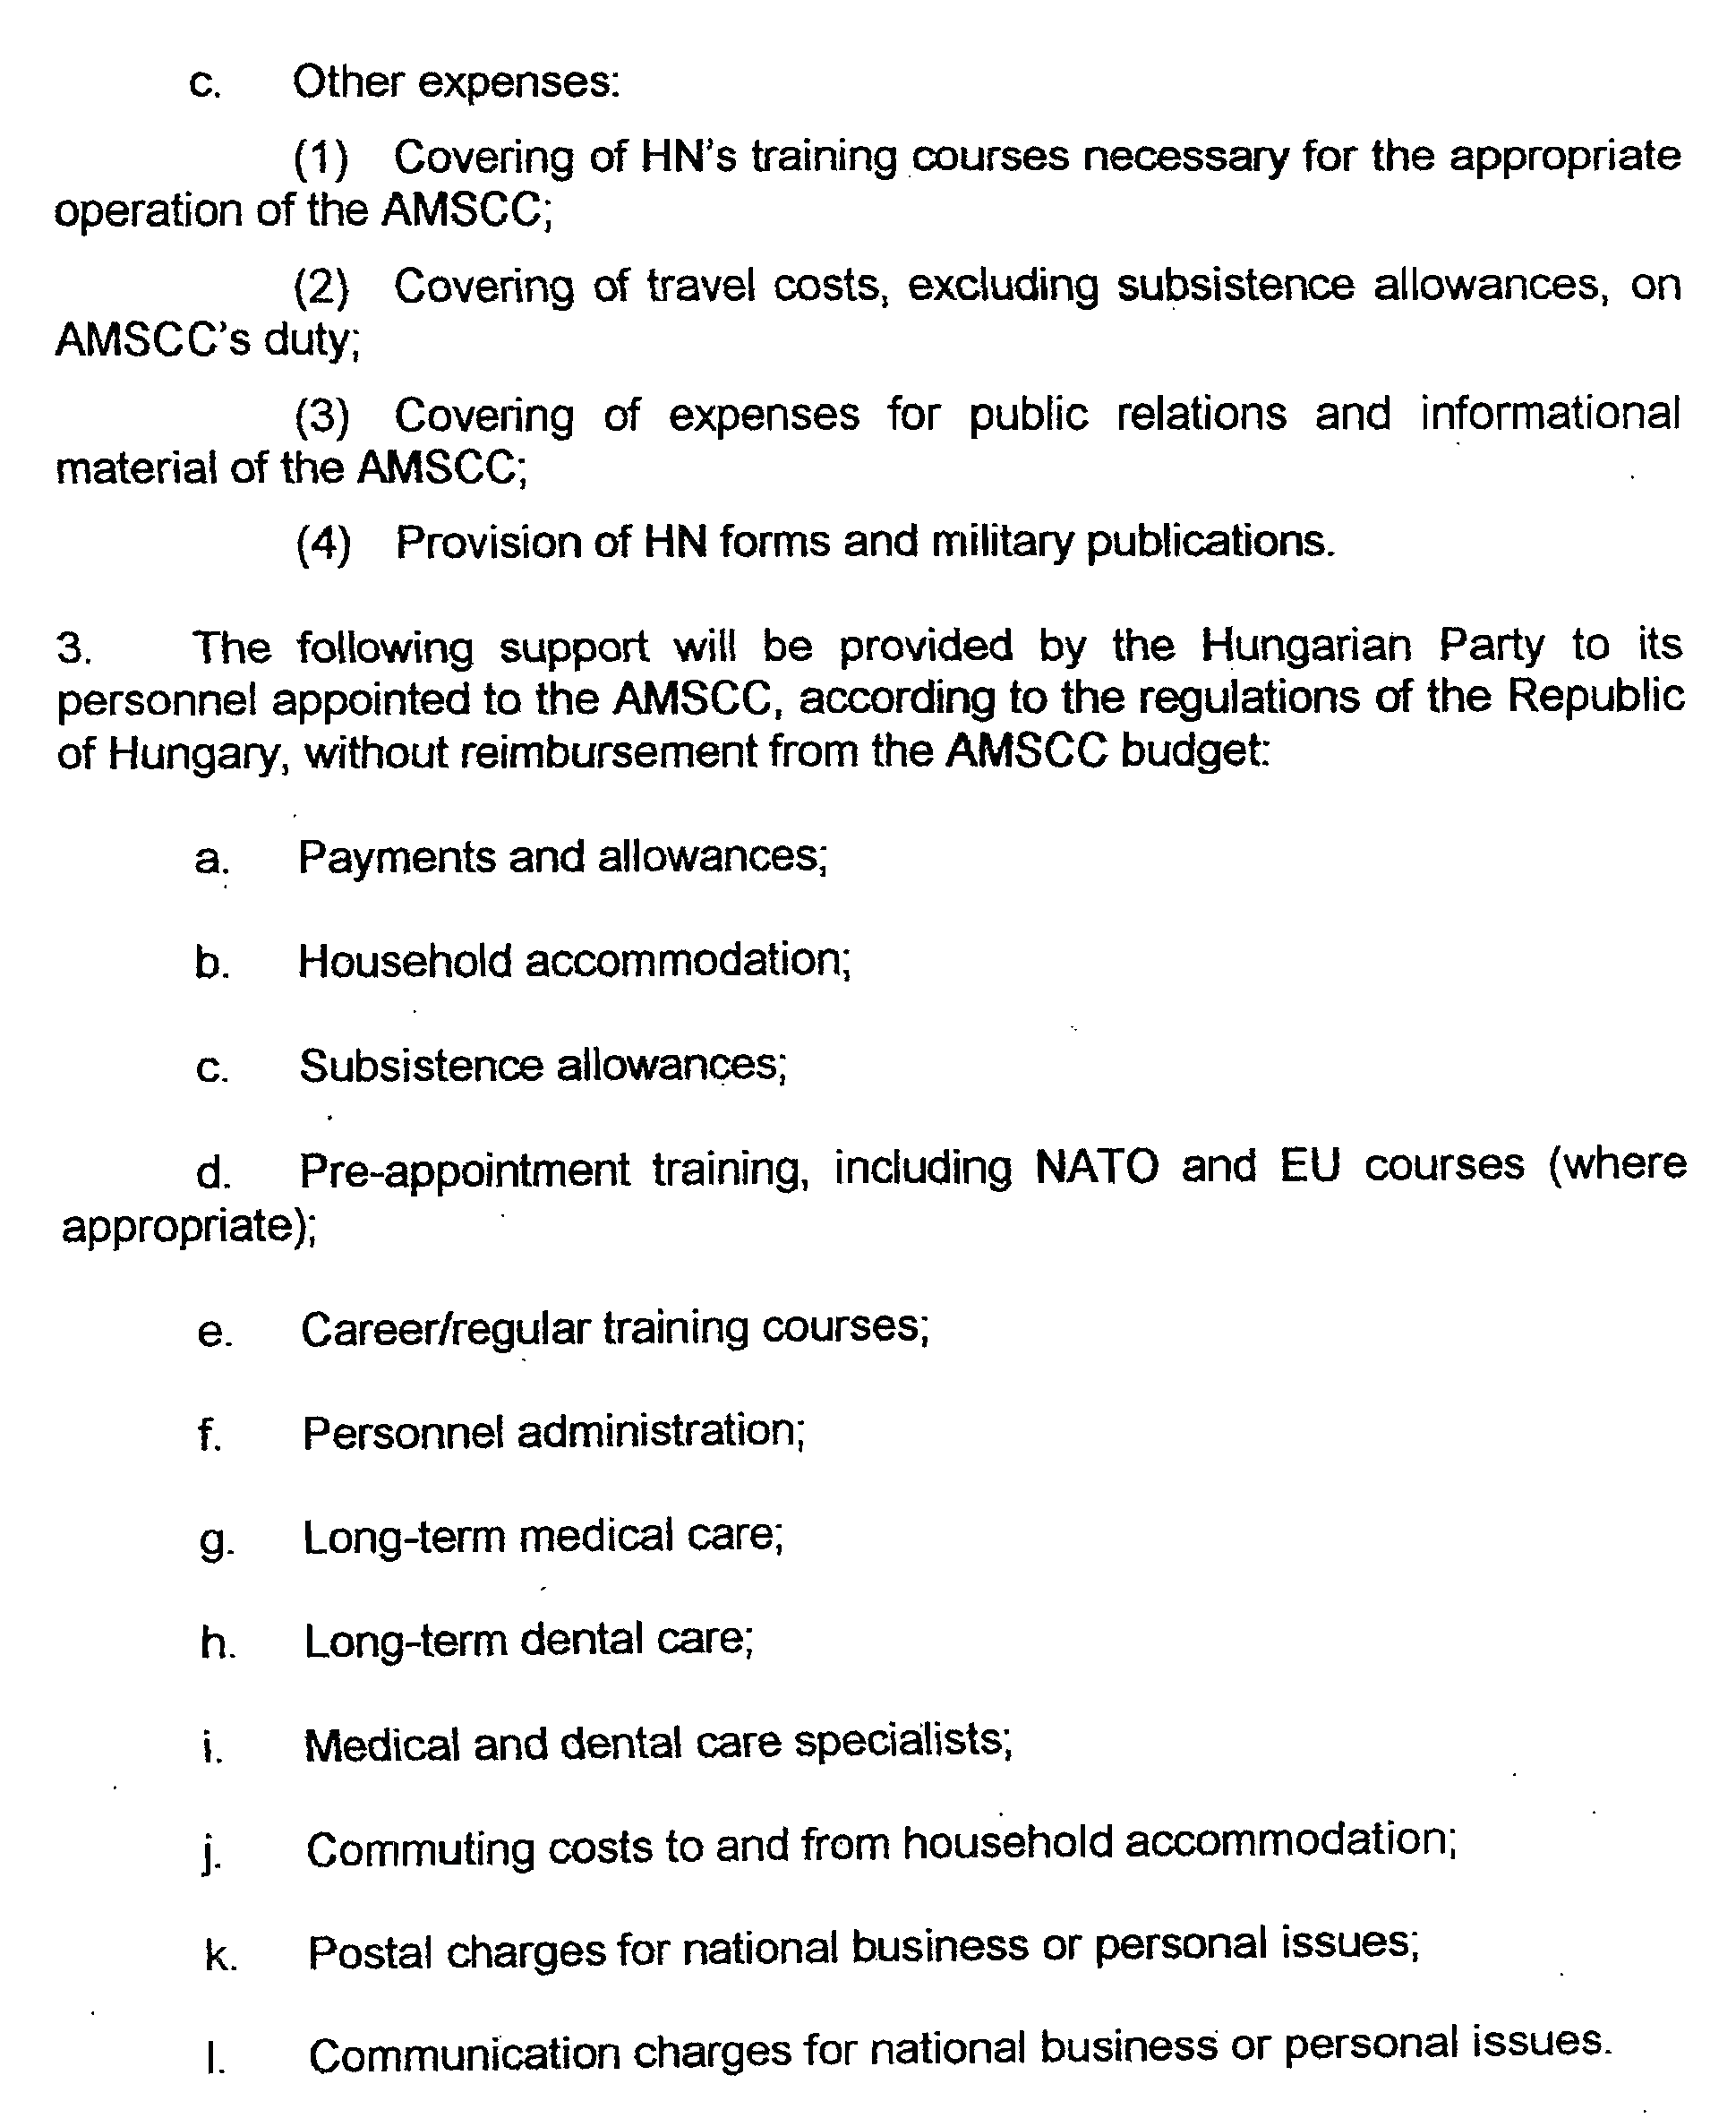 c. Other expenses:
(1) Covering of HN's training courses necessary for the appropriate
operation of the AMSCC;
(2) Covering of travel costs, excluding subsistence allowances, on
AMSCC's duty;
(3) Covering of expenses for public relations and informational
material of the AMSCC;
(4) Provision of HN forms and military publications.
3. The following support will be provided by the Hungarian Party to its
personnel appointed to the AMSCC, according to the regulations of the Republic
of Hungary, without reimbursement from the AMSCC budget:
a. Payments and allowances;
b. Household accommodation;
c. Subsistence allowances;
d. Pre-appointment training, including NATO and EU courses (where
appropriate);
e. Career/regular training courses;
f. Personnel administration;
g. Long-term medical care;
h. Long-term dental care;
i. Medical and dental care specialists;
j. Commuting costs to and from household accommodation;
k. Postal charges for national business or personal issues;
l. Communication charges for national business or personal issues.